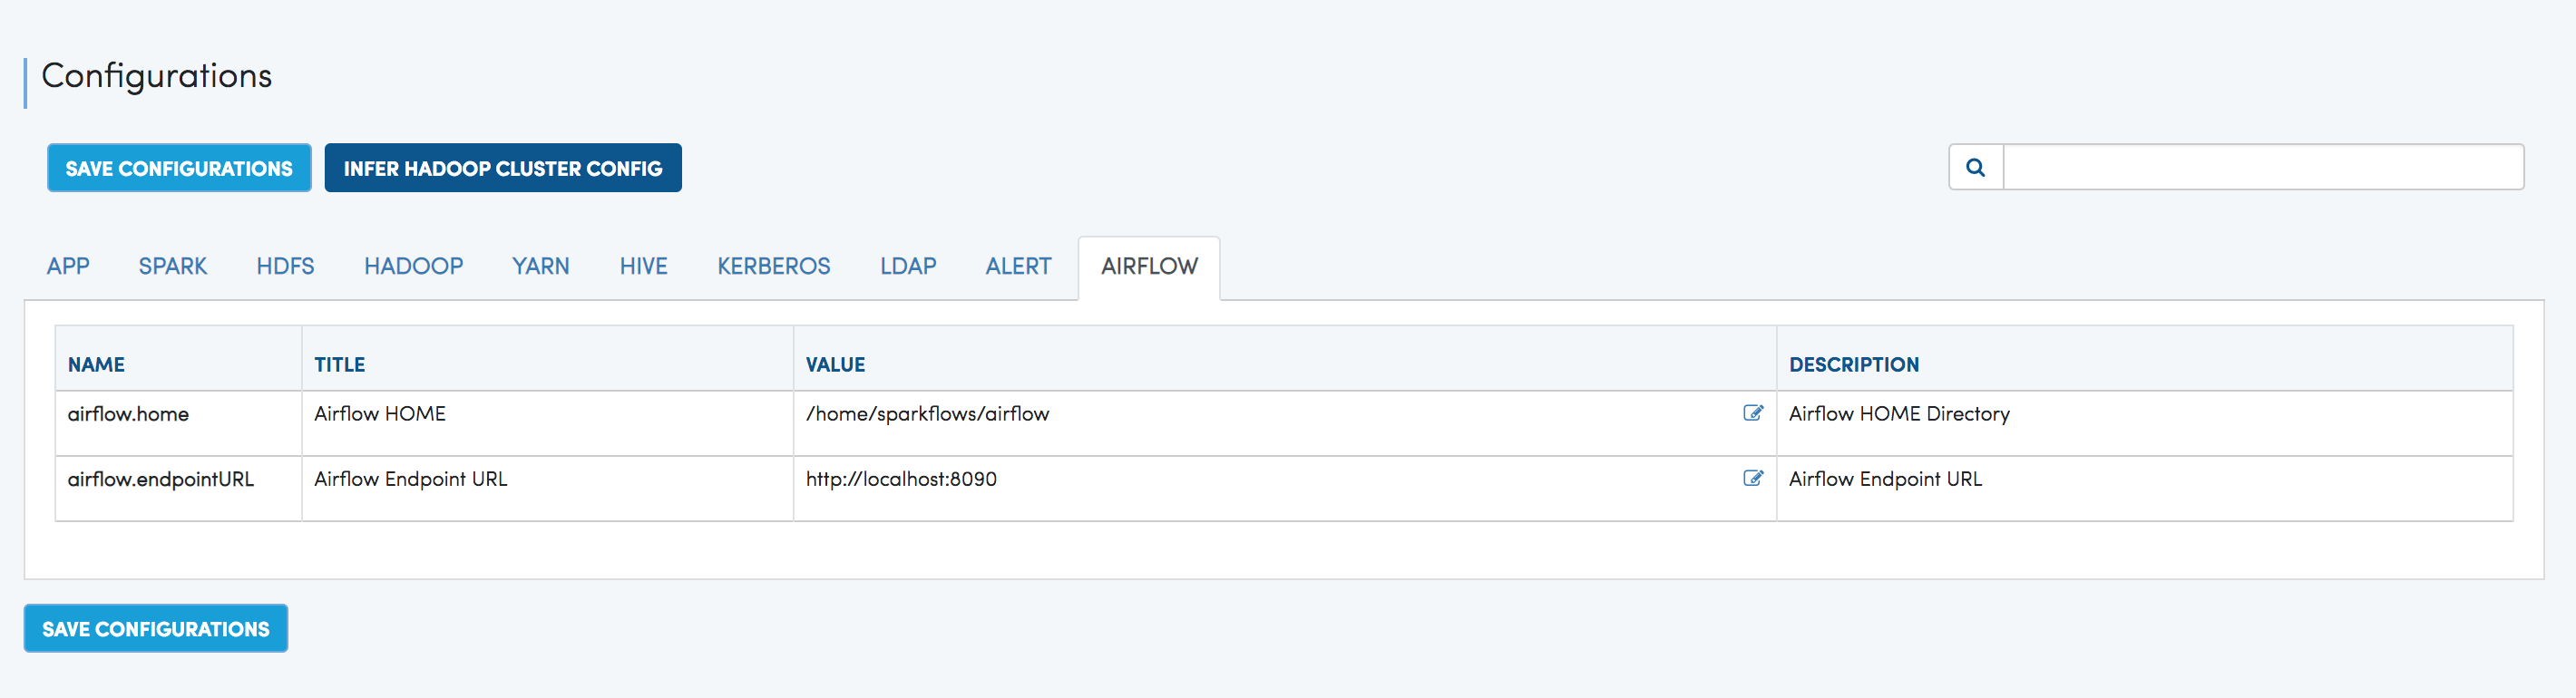 Configurations
SAVE CONFIGURATIONS INFER HADOOP CLUSTER CONFIG
APP SPARK HDFS HADOOP YARN HIVE KERBEROS LDAP ALERT AIRFLOW
NAME TITLE VALUE DESCRIPTION
airflow.home Airflow HOME /home/sparkflows/airflow Airflow HOME Directory
airflow.endpointURL Airflow Endpoint URL http://localhost:8090 Airflow Endpoint URL
SAVE CONFIGURATIONS